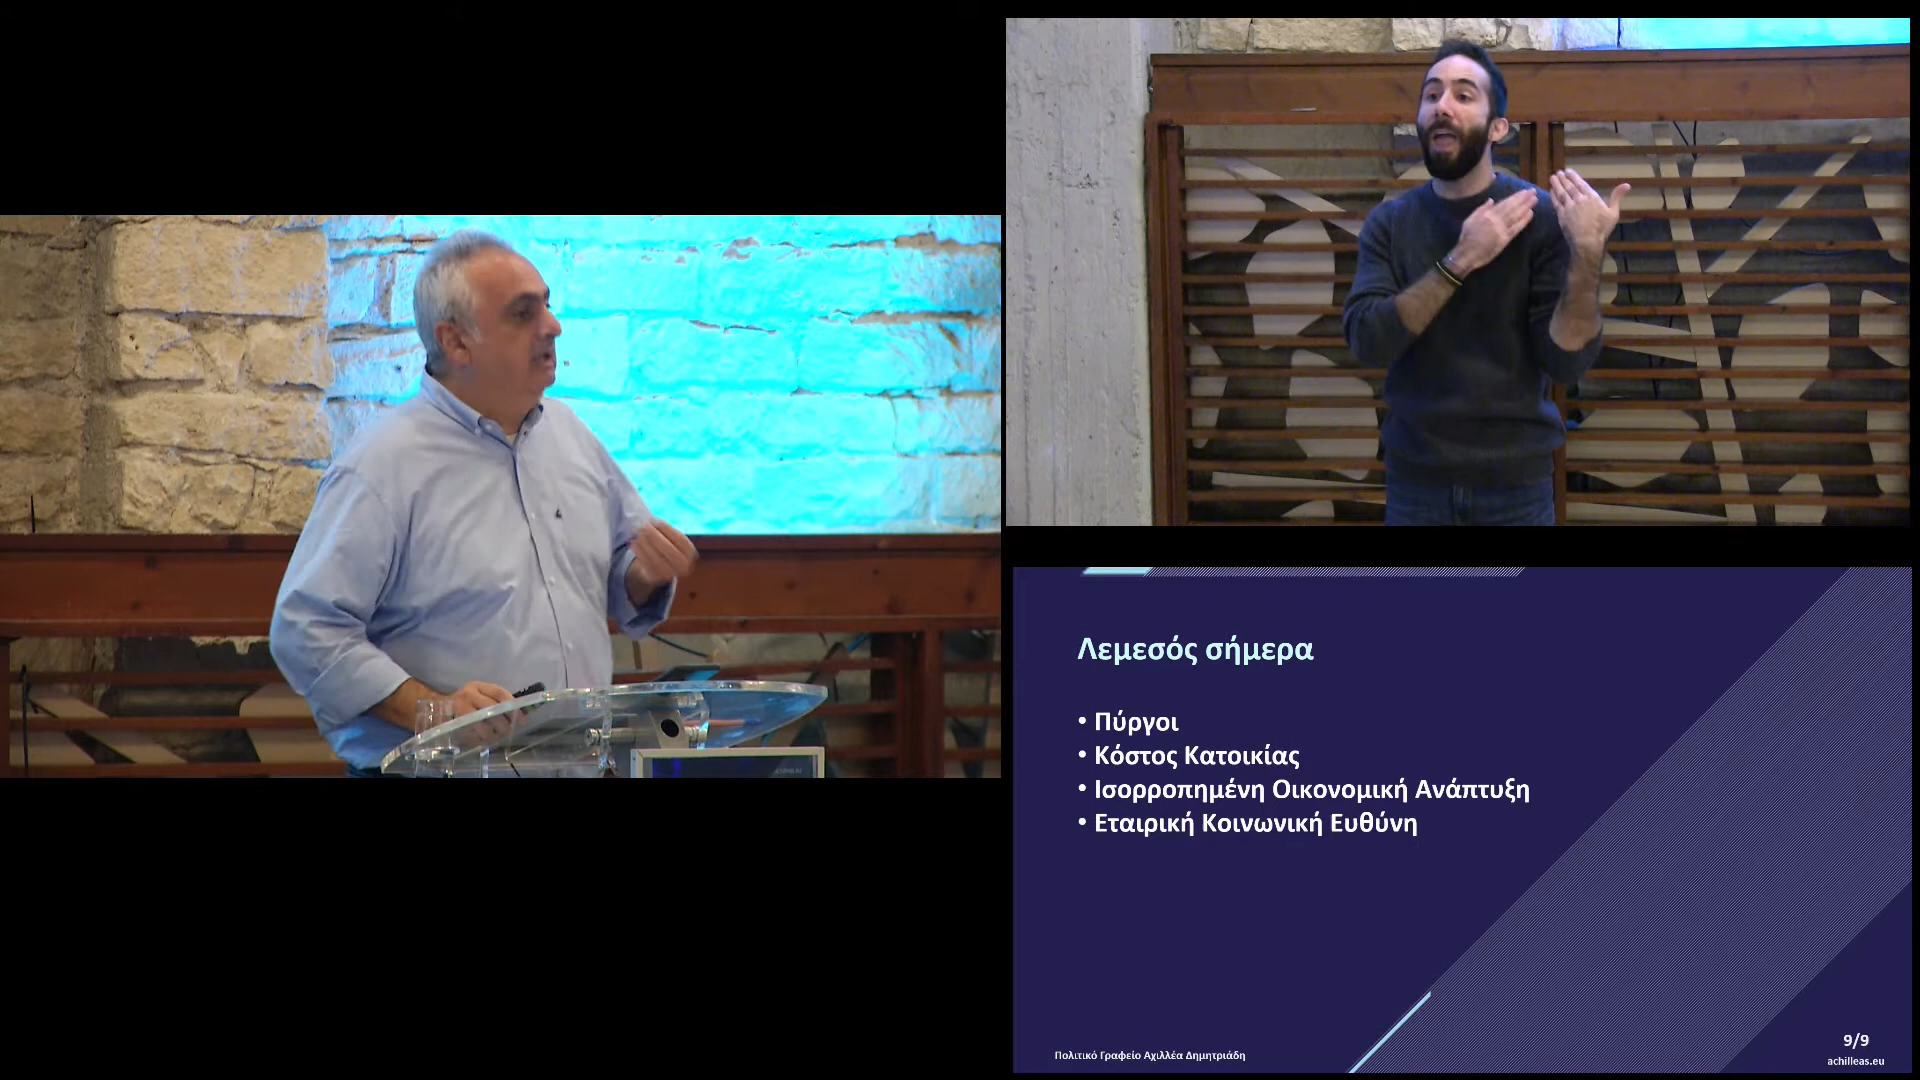 Λεμεσός σήμερα
• Πύργοι
• Κόστος Κατοικίας
• Ισορροπημένη Οικονομική Ανάπτυξη
• Εταιρική Κοινωνική Ευθύνη
9/9
Πολιτικό Γραφείο Αχιλλέα Δημητριάδη
achilleas.eu